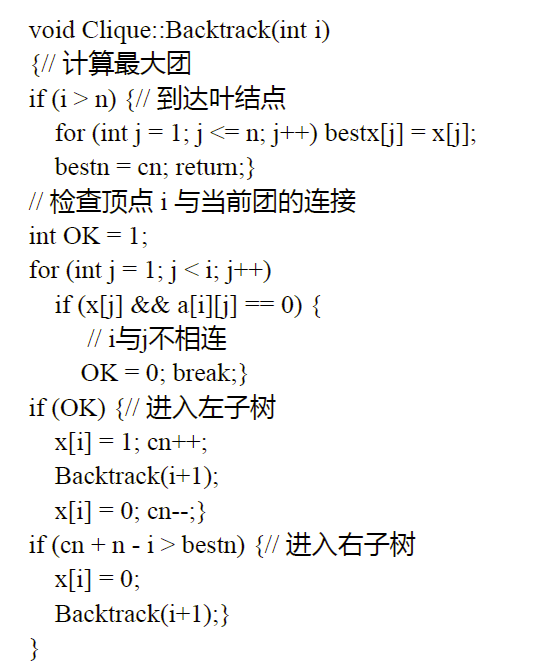 void Clique::Backtrack(int i)
{// 计算最大团
if (i > n) {// 到达叶结点
for (int j = 1; j <= n; j++) bestx[j] = x[j];
bestn = cn; return;}
// 检查顶点 i 与当前团的连接
int OK = 1;
for (int j = 1; j < i; j++)
if (x[j] && a[i][j] == 0) {
// i与j不相连
OK = 0; break;}
if (OK) {// 进入左子树
x[i] = 1; cn++;
Backtrack(i+1);
x[i] = 0; cn--;}
if (cn + n - i > bestn) {// 进入右子树
x[i] = 0;
Backtrack(i+1);}
}